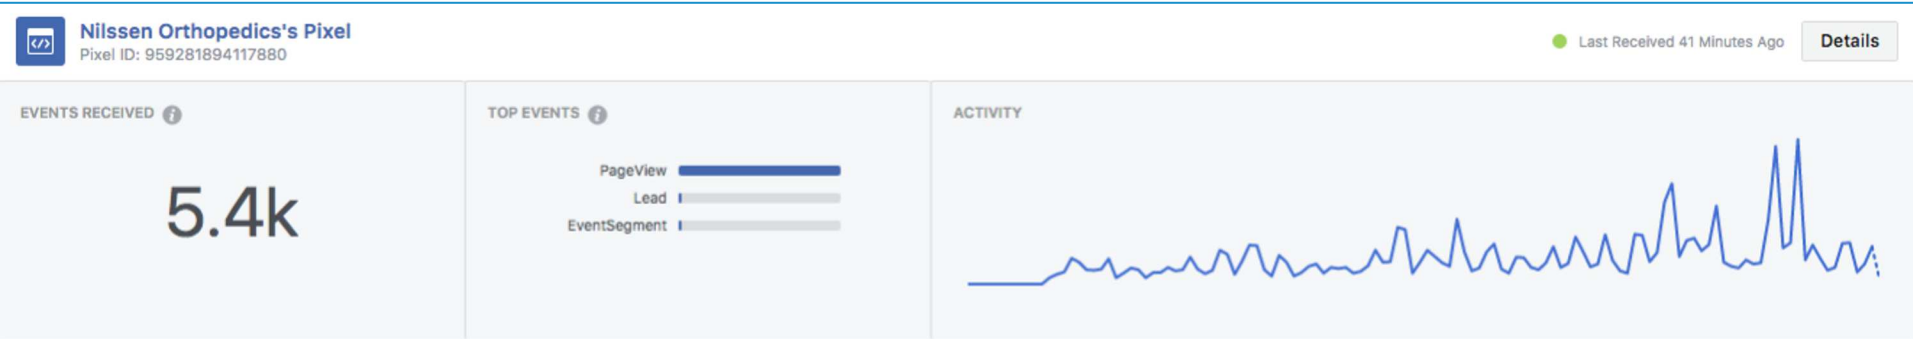 Nilssen Orthopedics's Pixel
Pixel ID: 959281894117880
Last Received 41 Minutes Ago
Details
EVENTS RECEIVED
5.4k
TOP EVENTS
PageView
Lead
EventSegment
ACTIVITY